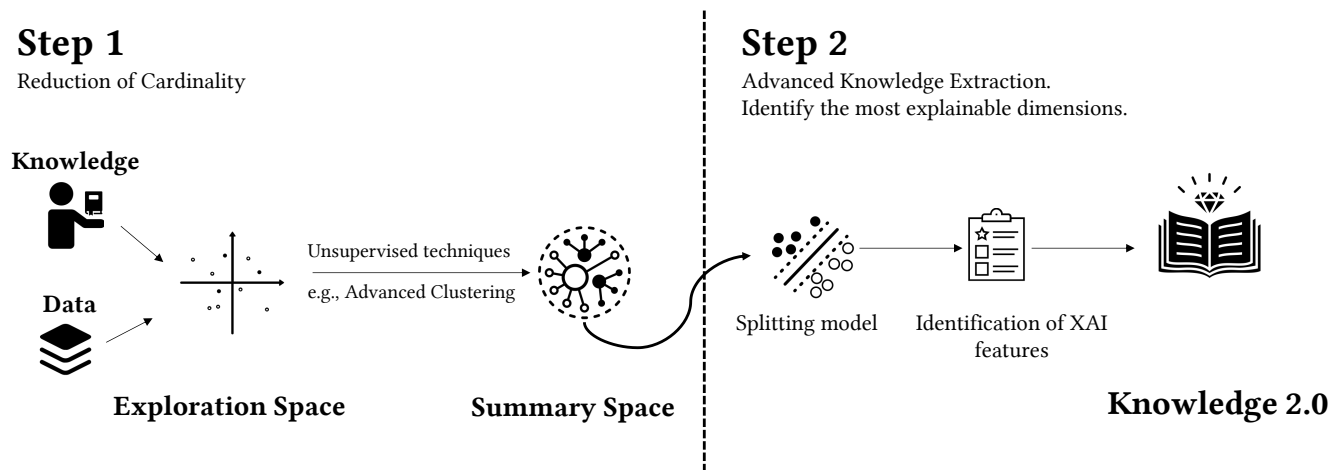 Step 1
Reduction of Cardinality
Knowledge
Data
Exploration Space
Unsupervised techniques
e.g., Advanced Clustering
Summary Space
Step 2
Advanced Knowledge Extraction.
Identify the most explainable dimensions.
Splitting model
Identification of XAI
features
Knowledge 2.0